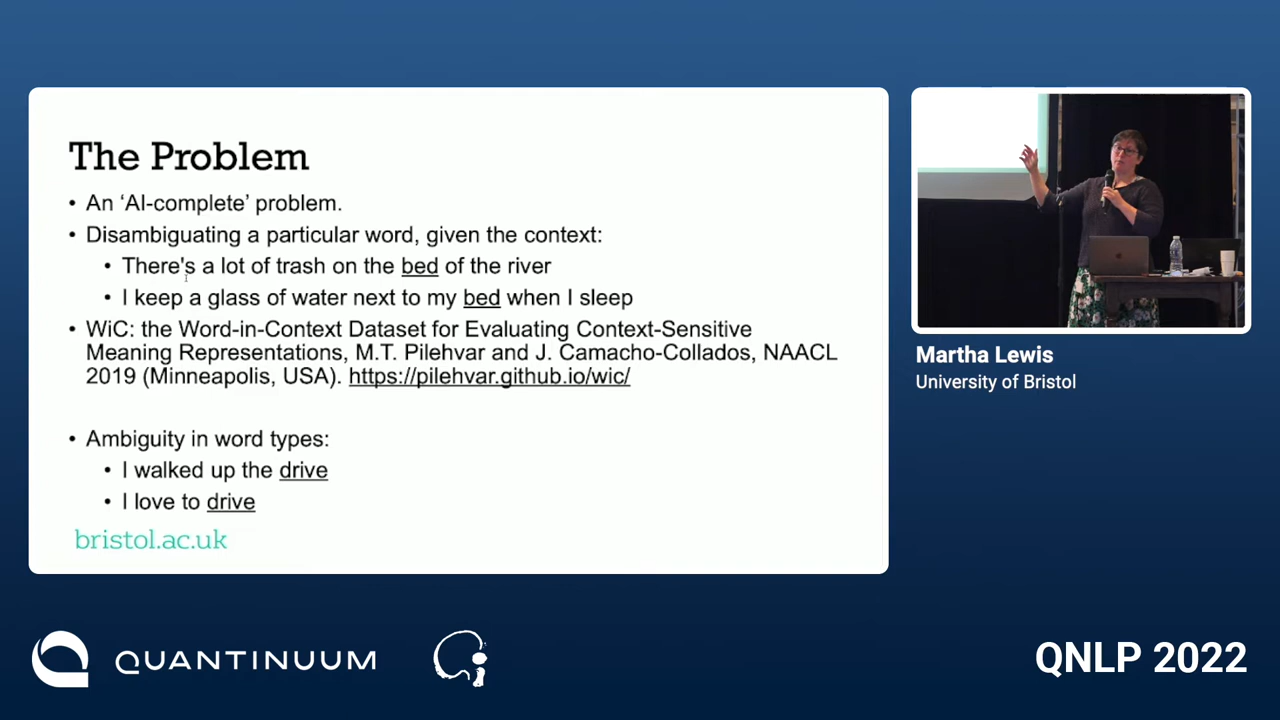 The Problem
• An ‘AI-complete’ problem.
• Disambiguating a particular word, given the context:
• There's a lot of trash on the bed of the river
• I keep a glass of water next to my bed when I sleep
• WiC: the Word-in-Context Dataset for Evaluating Context-Sensitive
Meaning Representations, M.T. Pilehvar and J. Camacho-Collados, NAACL
2019 (Minneapolis, USA). https://pilehvar.github.io/wic/
• Ambiguity in word types:
• I walked up the drive
• I love to drive
bristol.ac.uk
Martha Lewis
University of Bristol
QUANTINUUM
QNLP 2022